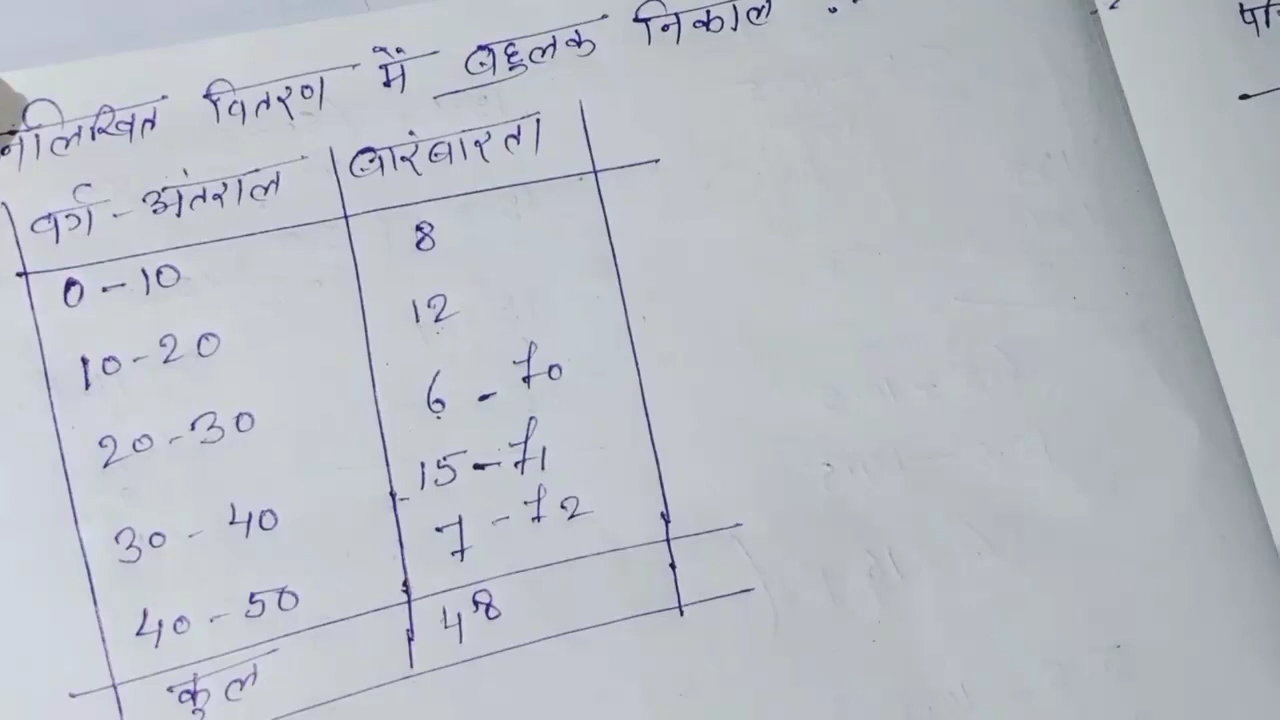 नलिखित वितरण में बहुलक निकाल
वर्ग-अंतराल बारंबारता
0-10 8
10-20 12
20-30 6 - f0
30-40 15 - f1
40-50 7 - f2
कुल 48